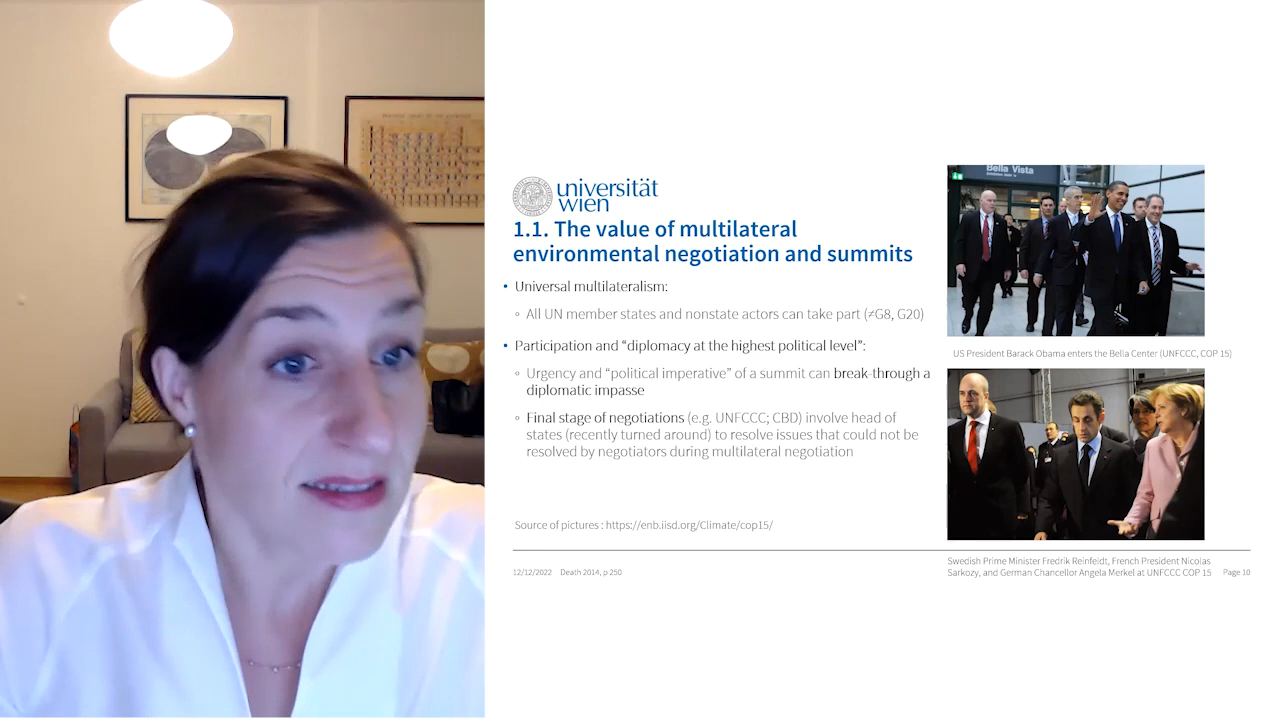 universität
wien
1.1. The value of multilateral
environmental negotiation and summits
• Universal multilateralism:
◦ All UN member states and nonstate actors can take part (≠G8, G20)
• Participation and “diplomacy at the highest political level”:
◦ Urgency and “political imperative” of a summit can break-through a
diplomatic impasse
◦ Final stage of negotiations (e.g. UNFCCC; CBD) involve head of
states (recently turned around) to resolve issues that could not be
resolved by negotiators during multilateral negotiation
Source of pictures : https://enb.iisd.org/Climate/cop15/
12/12/2022 Death 2014, p.250
Bella Vista
US President Barack Obama enters the Bella Center (UNFCCC, COP 15)
Swedish Prime Minister Fredrik Reinfeidt, French President Nicolas
Sarkozy, and German Chancellor Angela Merkel at UNFCCC COP 15
Page 10